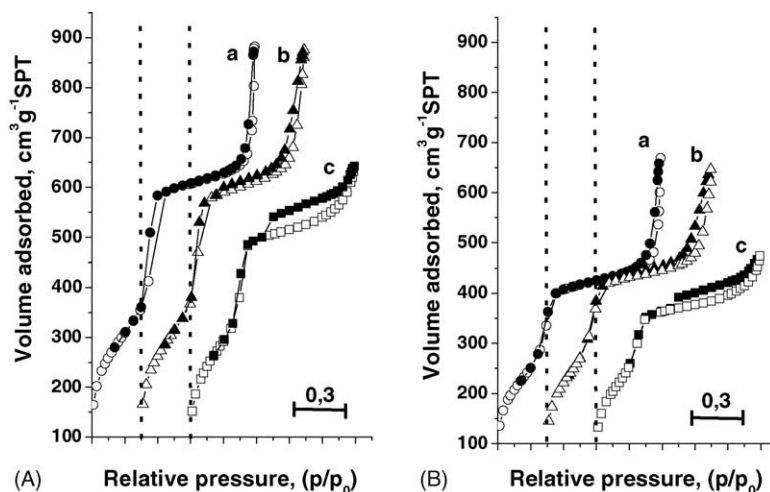 900
800
700
600
500
400
300
200
100
Volume adsorbed, cm³g⁻¹SPT
a
b
c
0,3
(A)
Relative pressure, (p/p₀)
900
800
700
600
500
400
300
200
100
Volume adsorbed, cm³g⁻¹SPT
a
b
c
0,3
(B)
Relative pressure, (p/p₀)